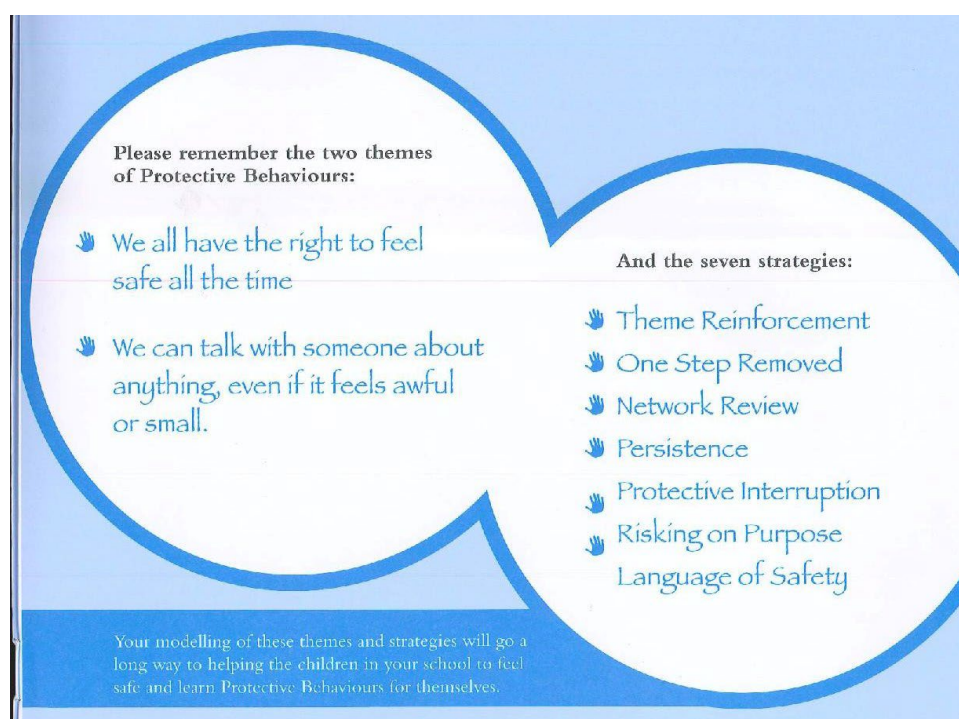 Please remember the two themes
of Protective Behaviours:
We all have the right to feel
safe all the time
We can talk with someone about
anything, even if it feels awful
or small.
And the seven strategies:
Theme Reinforcement
One Step Removed
Network Review
Persistence
Protective Interruption
Risking on Purpose
Language of Safety
Your modelling of these themes and strategies will go a
long way to helping the children in your school to feel
safe and learn Protective Behaviours for themselves.